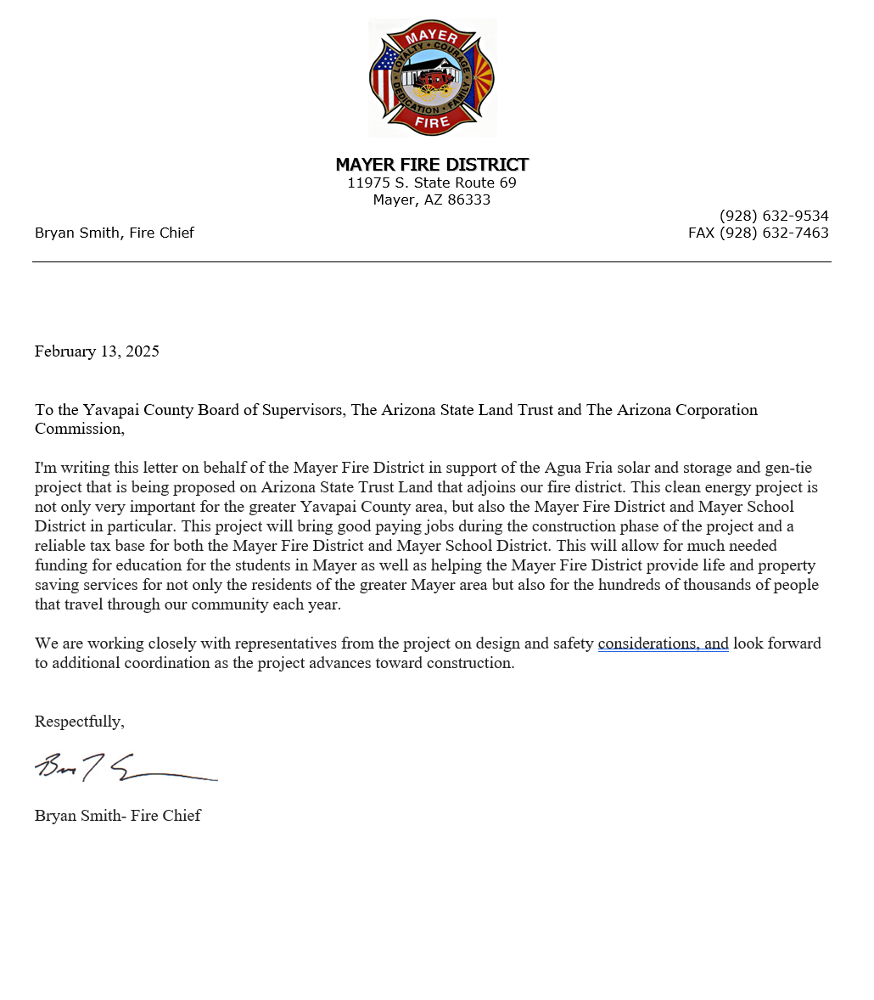 MAYER
LOYALTY • COURAGE
DEDICATION • FAMILY
FIRE
MAYER FIRE DISTRICT
11975 S. State Route 69
Mayer, AZ 86333
(928) 632-9534
Bryan Smith, Fire Chief FAX (928) 632-7463
February 13, 2025
To the Yavapai County Board of Supervisors, The Arizona State Land Trust and The Arizona Corporation
Commission,
I'm writing this letter on behalf of the Mayer Fire District in support of the Agua Fria solar and storage and gen-tie
project that is being proposed on Arizona State Trust Land that adjoins our fire district. This clean energy project is
not only very important for the greater Yavapai County area, but also the Mayer Fire District and Mayer School
District in particular. This project will bring good paying jobs during the construction phase of the project and a
reliable tax base for both the Mayer Fire District and Mayer School District. This will allow for much needed
funding for education for the students in Mayer as well as helping the Mayer Fire District provide life and property
saving services for not only the residents of the greater Mayer area but also for the hundreds of thousands of people
that travel through our community each year.
We are working closely with representatives from the project on design and safety considerations, and look forward
to additional coordination as the project advances toward construction.
Respectfully,
Bryan Smith- Fire Chief